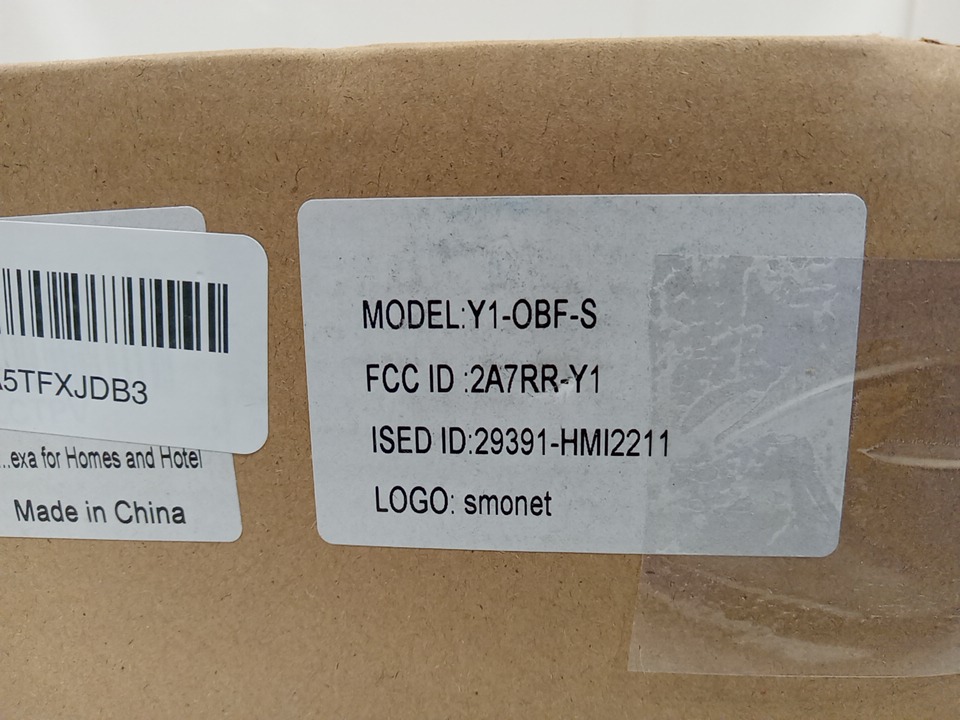 5TFXJDB3
...exa for Homes and Hotel
Made in China
MODEL:Y1-OBF-S
FCC ID :2A7RR-Y1
ISED ID:29391-HMI2211
LOGO: smonet